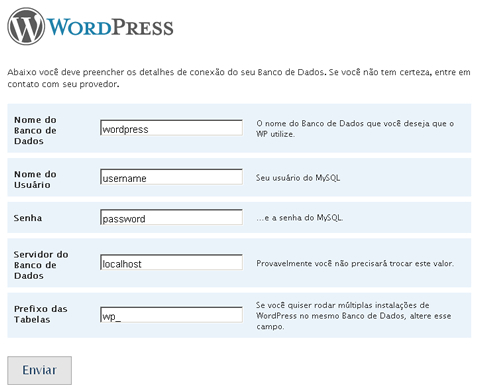 WORDPRESS
Abaixo você deve preencher os detalhes de conexão do seu Banco de Dados. Se você não tem certeza, entre em
contato com seu provedor.
Nome do
Banco de
Dados
wordpress
O nome do Banco de Dados que você deseja que o
WP utilize.
Nome do
Usuário
username
Seu usuário do MySQL
Senha
password
...e a senha do MySQL.
Servidor do
Banco de
Dados
localhost
Provavelmente você não precisará trocar este valor.
Prefixo das
Tabelas
wp_
Se você quiser rodar múltiplas instalações de
WordPress no mesmo Banco de Dados, altere esse
campo.
Enviar